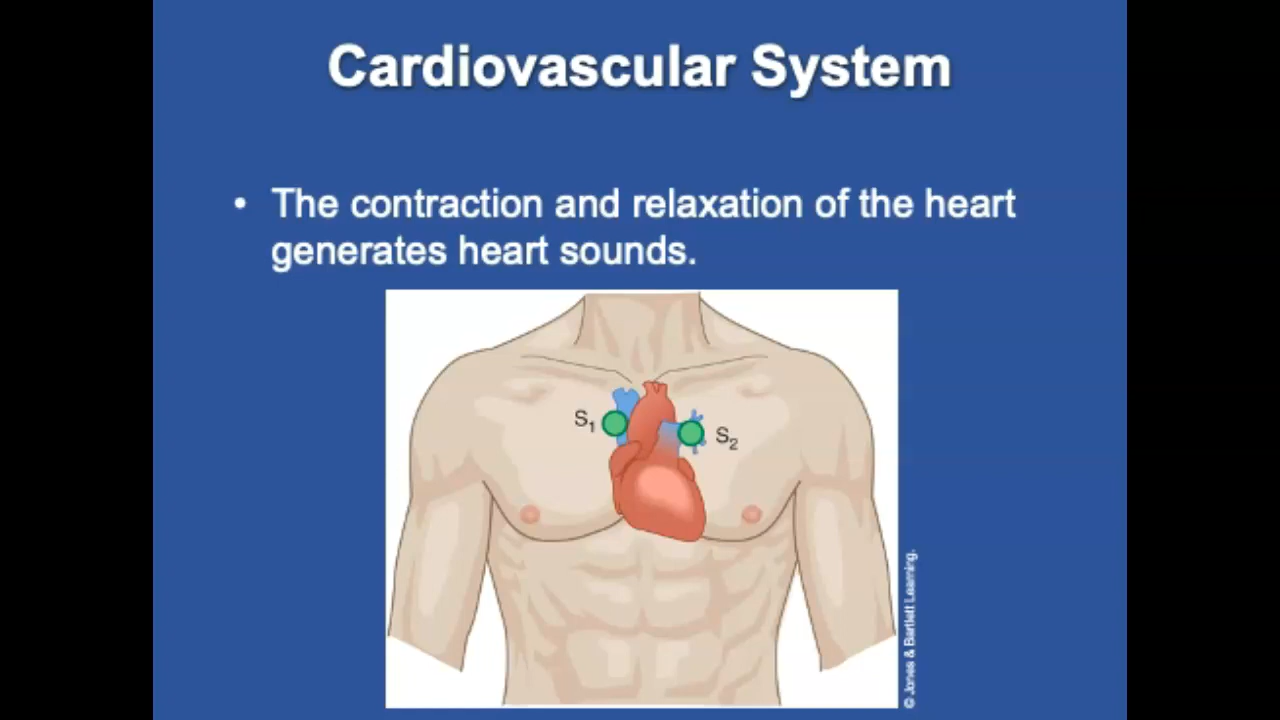 Cardiovascular System
• The contraction and relaxation of the heart
generates heart sounds.
S₁
S₂
© Jones & Bartlett Learning.